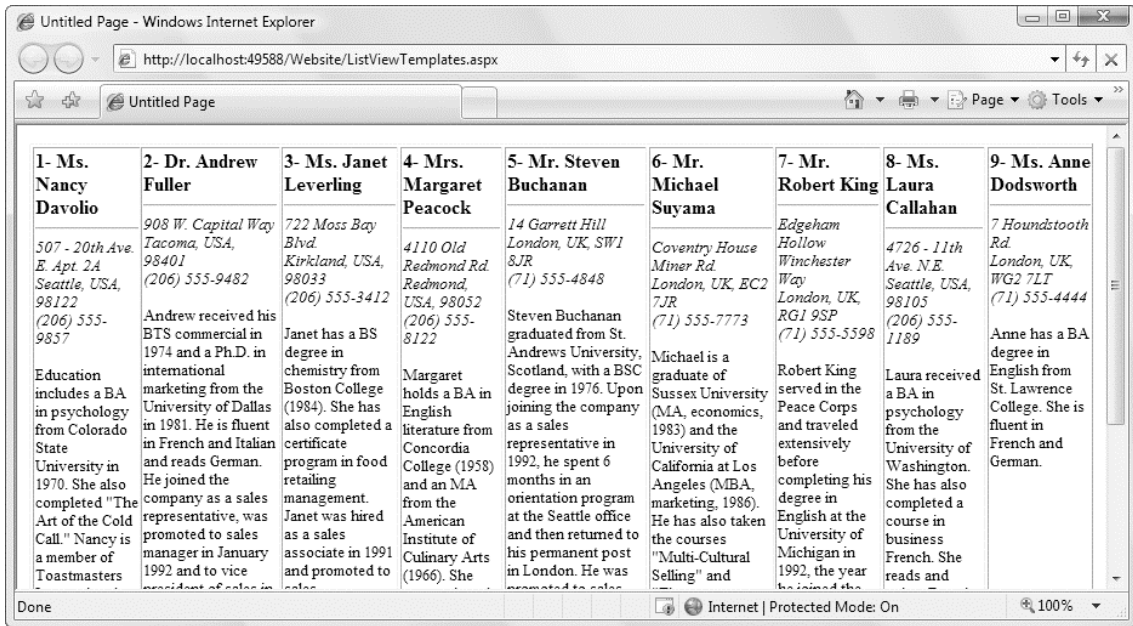 Untitled Page - Windows Internet Explorer
http://localhost:49588/Website/ListViewTemplates.aspx
Untitled Page
Page
Tools
1- Ms.
Nancy
Davolio
507 - 20th Ave.
E. Apt. 2A
Seattle, USA,
98122
(206) 555-
9857
Education
includes a BA
in psychology
from Colorado
State
University in
1970. She also
completed "The
Art of the Cold
Call." Nancy is
a member of
Toastmasters
2- Dr. Andrew
Fuller
908 W. Capital Way
Tacoma, USA,
98401
(206) 555-9482
Andrew received his
BTS commercial in
1974 and a Ph.D. in
international
marketing from the
University of Dallas
in 1981. He is fluent
in French and Italian
and reads German.
He joined the
company as a sales
representative, was
promoted to sales
manager in January
1992 and to vice
president of sales in
3- Ms. Janet
Leverling
722 Moss Bay
Blvd.
Kirkland, USA,
98033
(206) 555-3412
Janet has a BS
degree in
chemistry from
Boston College
(1984). She has
also completed a
certificate
program in food
retailing
management.
Janet was hired
as a sales
associate in 1991
and promoted to
sales
4- Mrs.
Margaret
Peacock
4110 Old
Redmond Rd.
Redmond,
USA, 98052
(206) 555-
8122
Margaret
holds a BA in
English
literature from
Concordia
College (1958)
and an MA
from the
American
Institute of
Culinary Arts
(1966). She
5- Mr. Steven
Buchanan
14 Garrett Hill
London, UK, SW1
8JR
(71) 555-4848
Steven Buchanan
graduated from St.
Andrews University,
Scotland, with a BSC
degree in 1976. Upon
joining the company
as a sales
representative in
1992, he spent 6
months in an
orientation program
at the Seattle office
and then returned to
his permanent post
in London. He was
promoted to sales
6- Mr.
Michael
Suyama
Coventry House
Miner Rd.
London, UK, EC2
7JR
(71) 555-7773
Michael is a
graduate of
Sussex University
(MA, economics,
1983) and the
University of
California at Los
Angeles (MBA,
marketing, 1986).
He has also taken
the courses
"Multi-Cultural
Selling" and
7- Mr.
Robert King
Edgeham
Hollow
Winchester
Way
London, UK,
RG1 9SP
(71) 555-5598
Robert King
served in the
Peace Corps
and traveled
extensively
before
completing his
degree in
English at the
University of
Michigan in
1992, the year
he joined the
8- Ms.
Laura
Callahan
4726 - 11th
Ave. N.E.
Seattle, USA,
98105
(206) 555-
1189
Laura received
a BA in
psychology
from the
University of
Washington.
She has also
completed a
course in
business
French. She
reads and
9- Ms. Anne
Dodsworth
7 Houndstooth
Rd.
London, UK,
WG2 7LT
(71) 555-4444
Anne has a BA
degree in
English from
St. Lawrence
College. She is
fluent in
French and
German.
Done
Internet | Protected Mode: On
100%